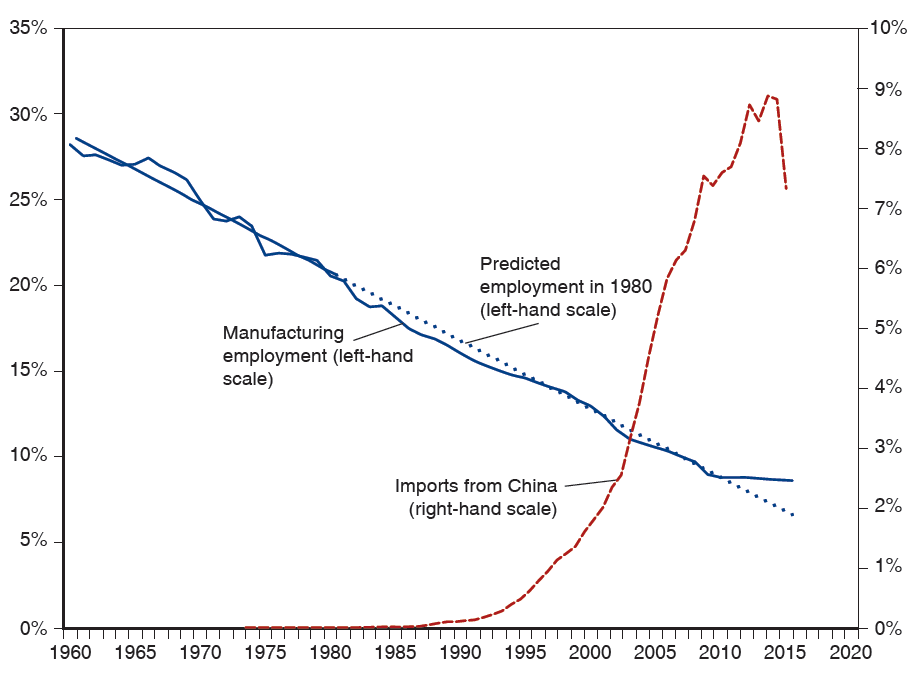 35%
30%
25%
20%
15%
10%
5%
0%
10%
9%
8%
7%
6%
5%
4%
3%
2%
1%
0%
Predicted
employment in 1980
(left-hand scale)
Manufacturing
employment (left-hand
scale)
Imports from China
(right-hand scale)
1960 1965 1970 1975 1980 1985 1990 1995 2000 2005 2010 2015 2020